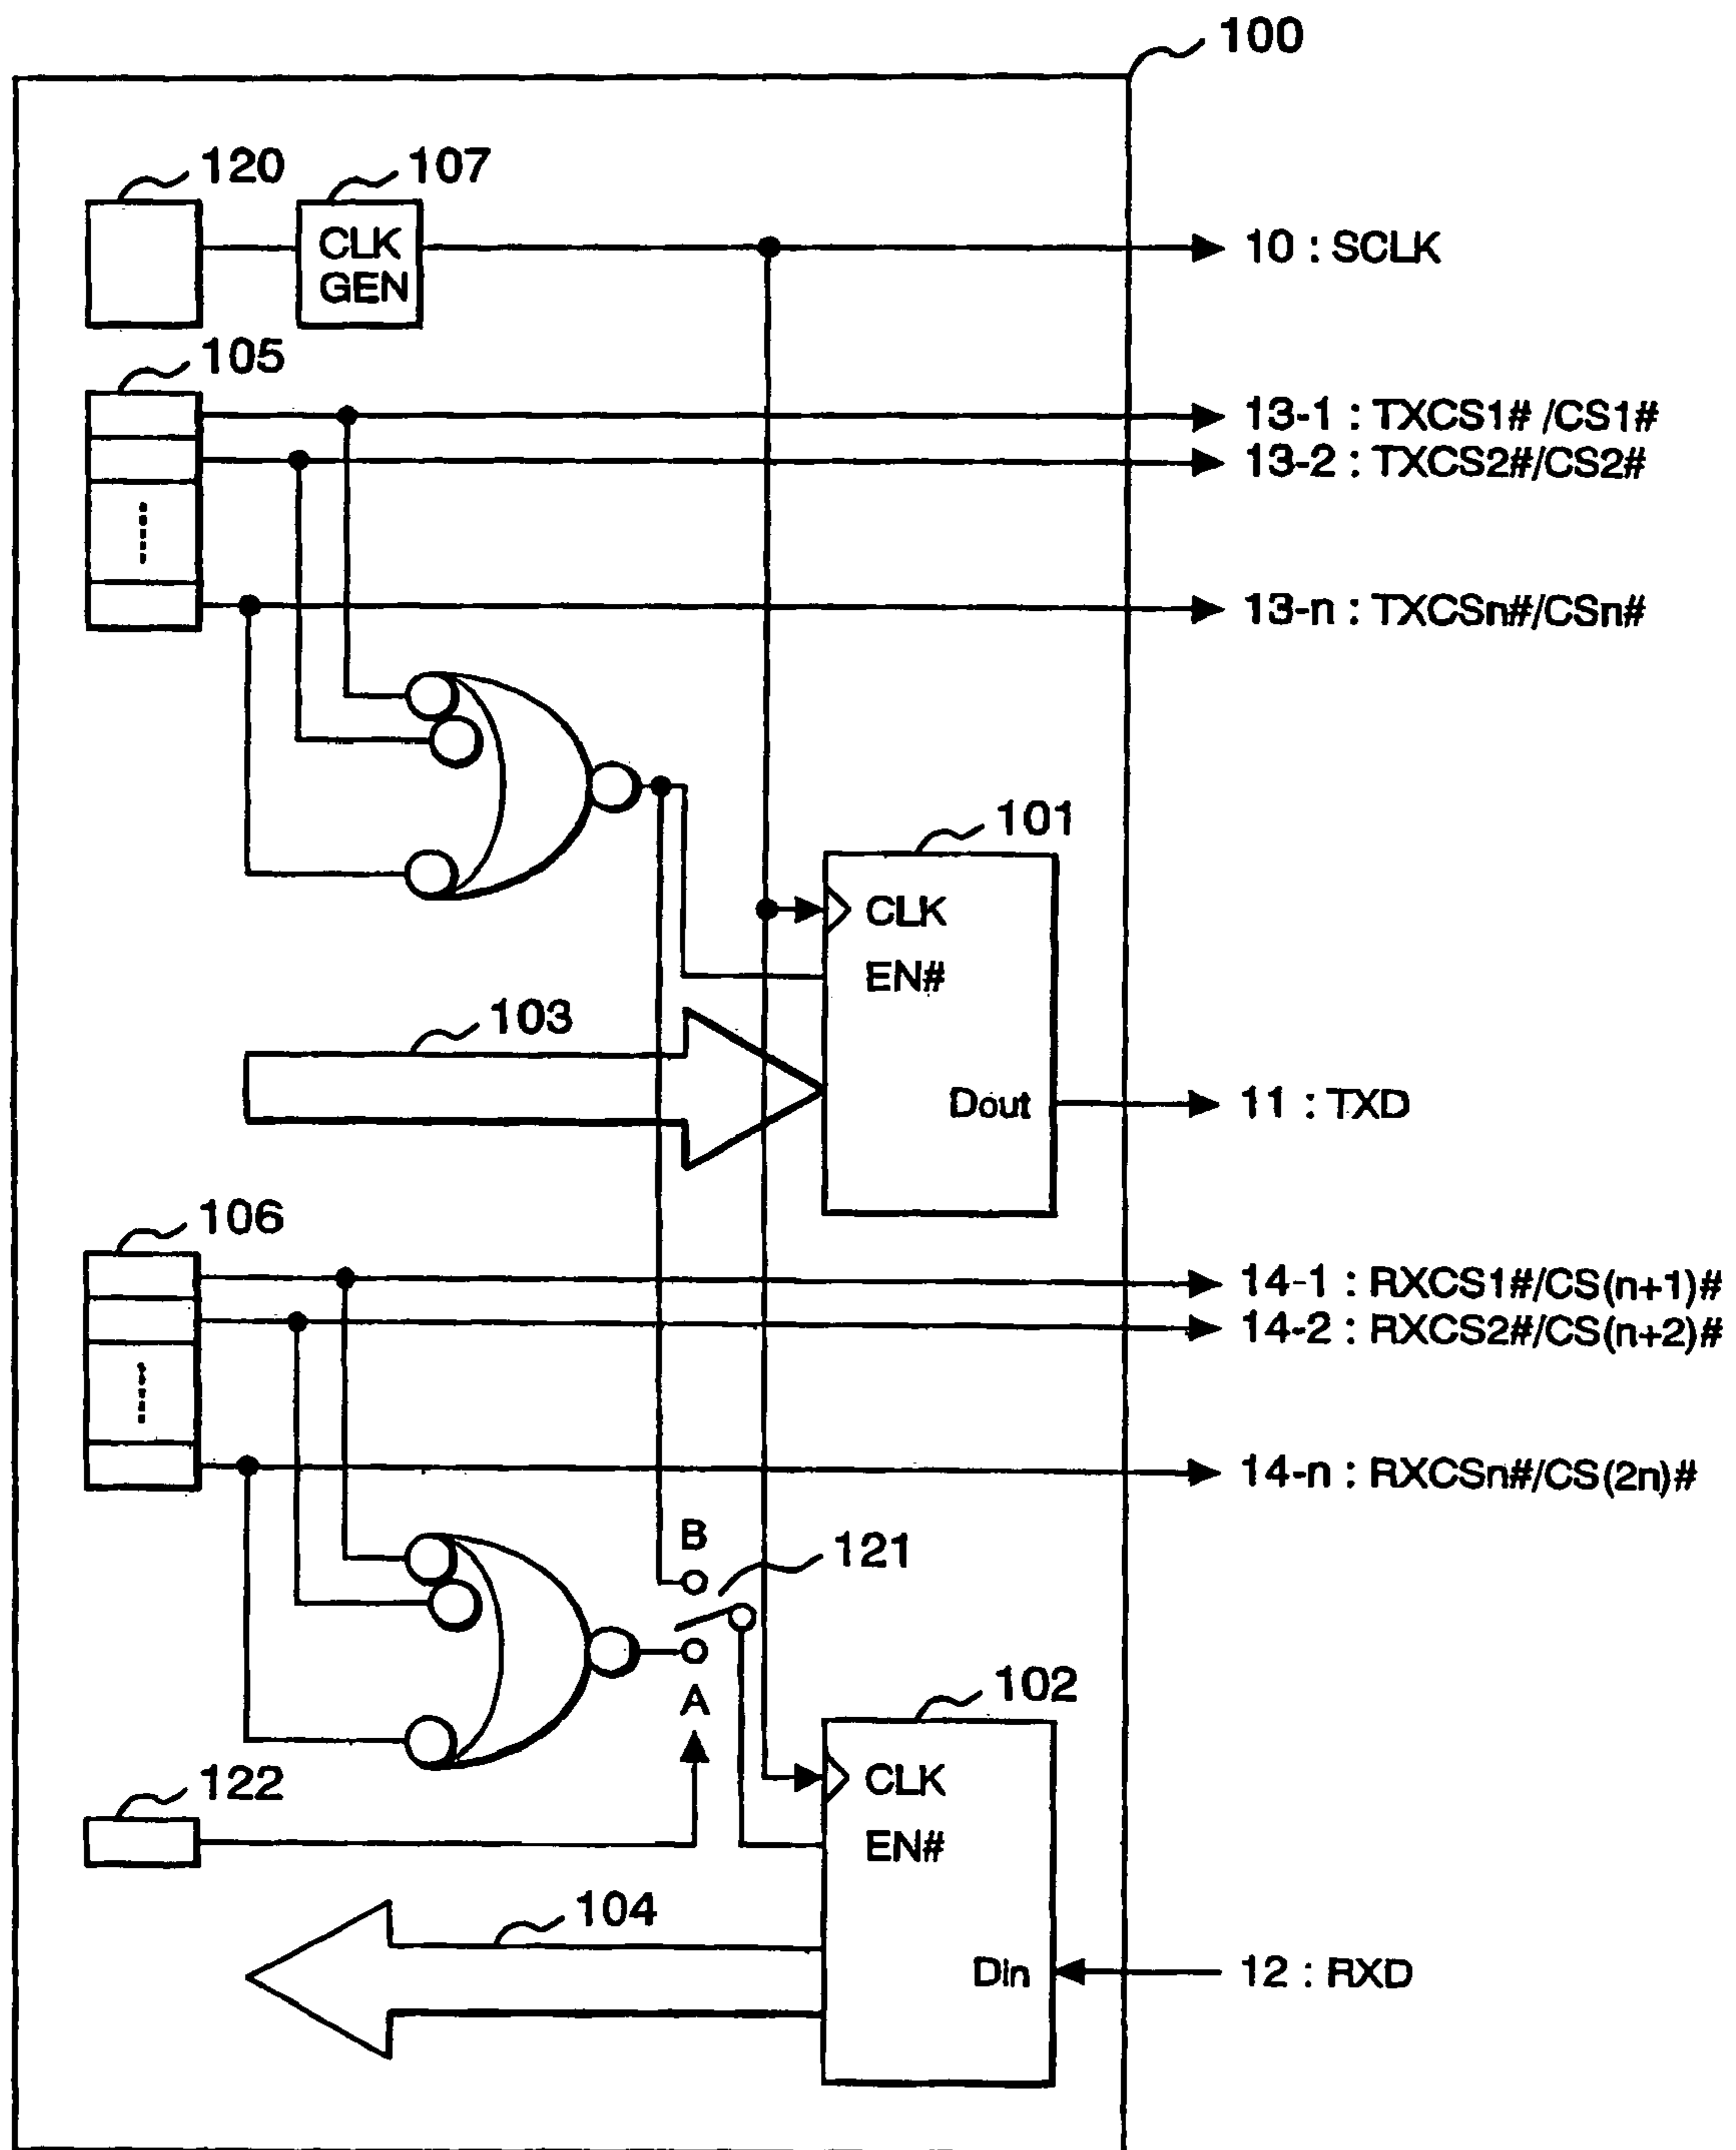 100
120
107
CLK
GEN
10 : SCLK
105
13-1 : TXCS1# /CS1#
13-2 : TXCS2#/CS2#
13-n : TXCSn#/CSn#
101
CLK
EN#
103
Dout
11 : TXD
106
14-1 : RXCS1#/CS(n+1)#
14-2 : RXCS2#/CS(n+2)#
14-n : RXCSn#/CS(2n)#
B
121
A
102
122
CLK
EN#
104
Din
12 : RXD